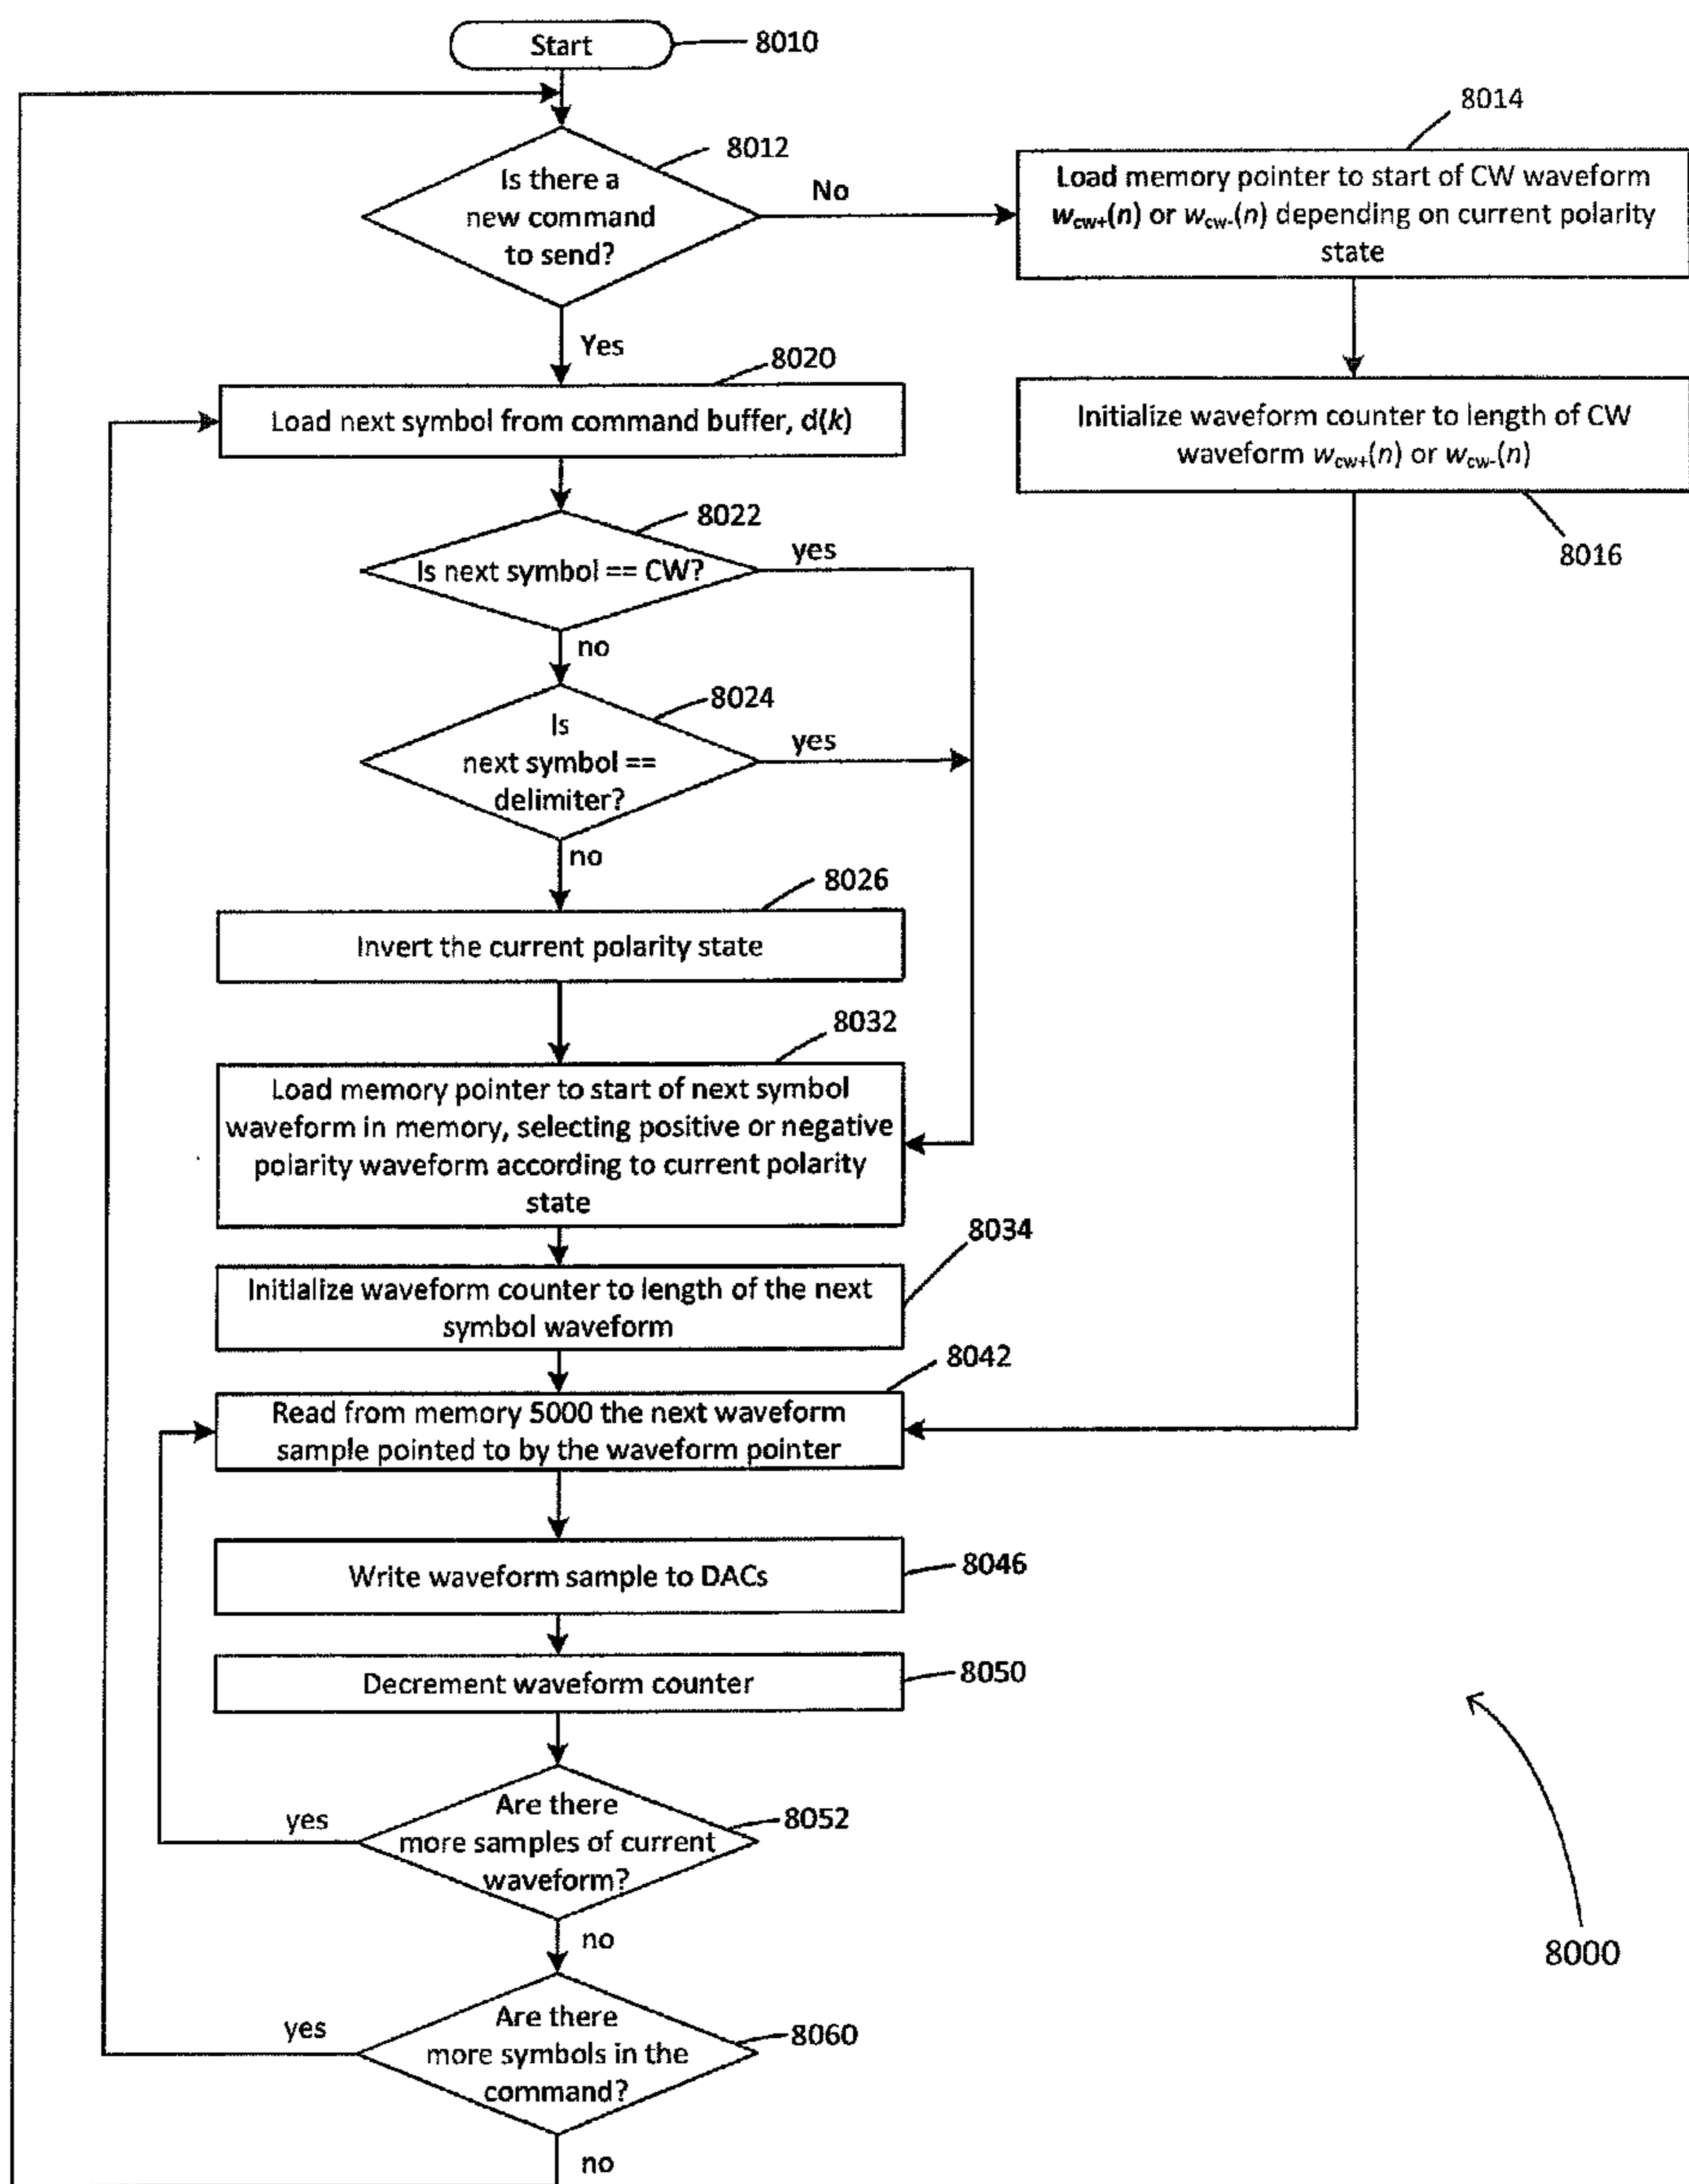 Start
8010
8012
Is there a
new command
to send?
No
8014
Load memory pointer to start of CW waveform
wcw+(n) or wcw-(n) depending on current polarity
state
Yes
8020
Load next symbol from command buffer, d(k)
Initialize waveform counter to length of CW
waveform wcw+(n) or wcw-(n)
8016
8022
Is next symbol == CW?
yes
no
8024
Is
next symbol ==
delimiter?
yes
no
8026
Invert the current polarity state
8032
Load memory pointer to start of next symbol
waveform in memory, selecting positive or negative
polarity waveform according to current polarity
state
8034
Initialize waveform counter to length of the next
symbol waveform
8042
Read from memory 5000 the next waveform
sample pointed to by the waveform pointer
Write waveform sample to DACs
8046
Decrement waveform counter
8050
Are there
more samples of current
waveform?
8052
yes
no
8000
Are there
more symbols in the
command?
8060
yes
no